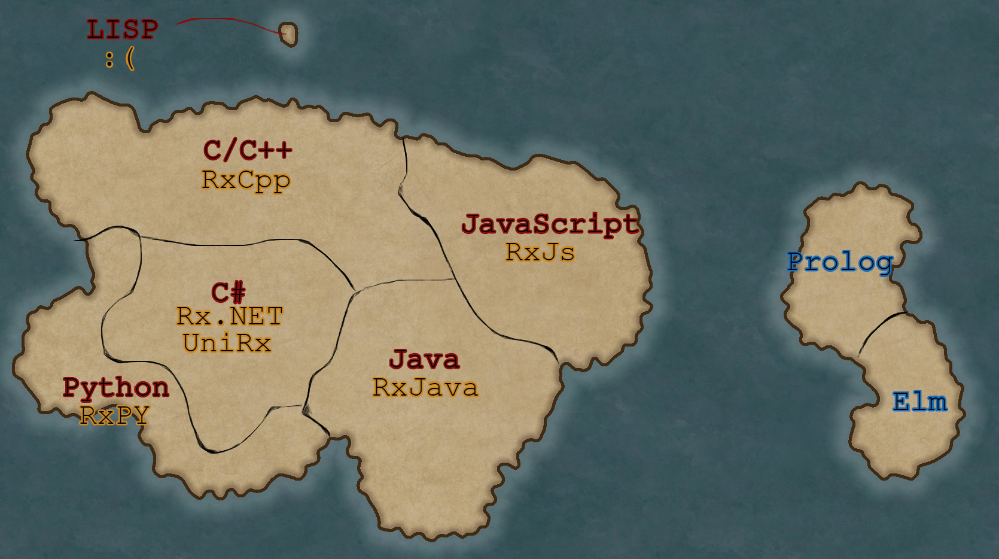 LISP
:(
C/C++
RxCpp
JavaScript
RxJs
Prolog
C#
Rx.NET
UniRx
Java
RxJava
Python
RxPY
Elm